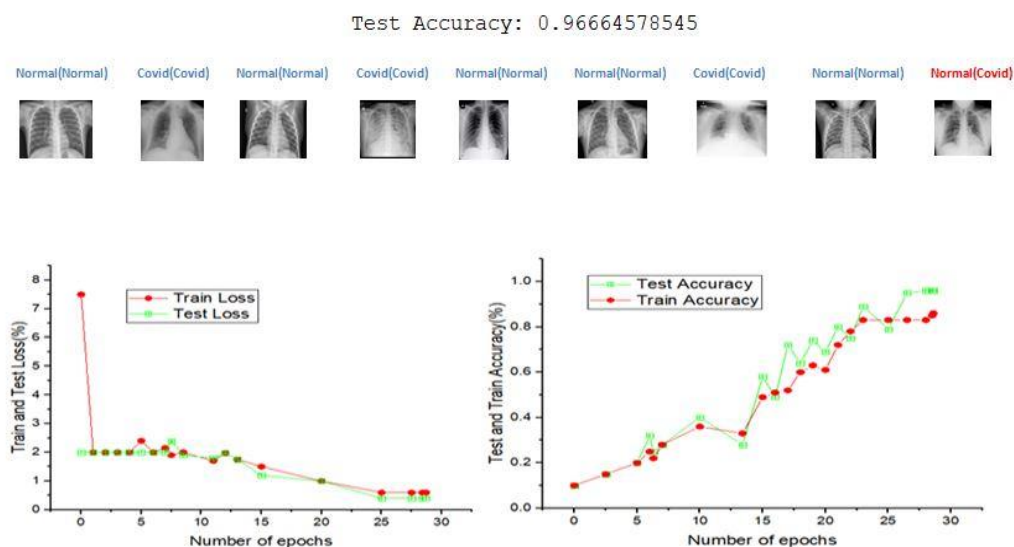 Test Accuracy: 0.96664578545
Normal(Normal) Covid(Covid) Normal(Normal) Covid(Covid) Normal(Normal) Normal(Normal) Covid(Covid) Normal(Normal) Normal(Covid)
Train and Test Loss(%)
8
7
6
5
4
3
2
1
0
Train Loss
Test Loss
0 5 10 15 20 25 30
Number of epochs
Test and Train Accuracy(%)
1.0
0.8
0.6
0.4
0.2
0.0
Test Accuracy
Train Accuracy
0 5 10 15 20 25 30
Number of epochs